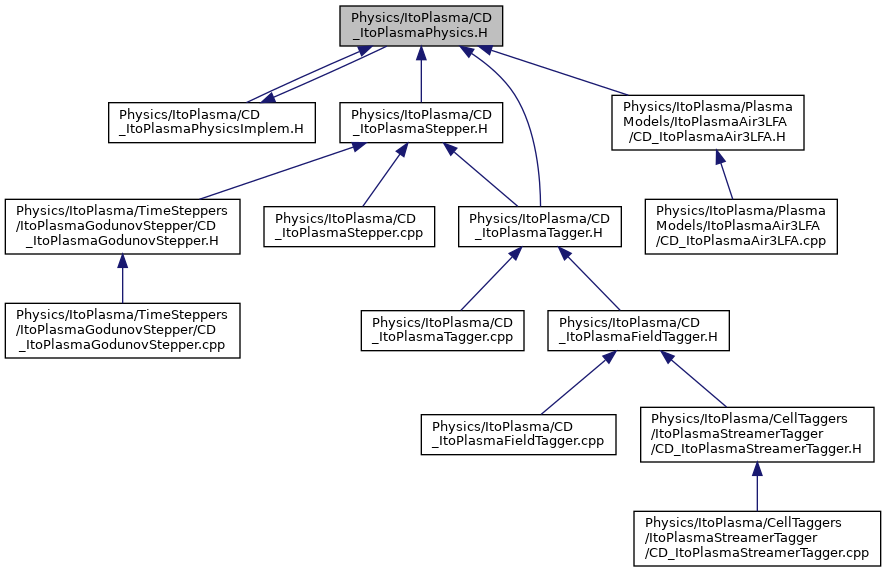 Physics/ItoPlasma/CD
_ItoPlasmaPhysics.H
Physics/ItoPlasma/CD
_ItoPlasmaPhysicsImplem.H
Physics/ItoPlasma/CD
_ItoPlasmaStepper.H
Physics/ItoPlasma/Plasma
Models/ItoPlasmaAir3LFA
/CD_ItoPlasmaAir3LFA.H
Physics/ItoPlasma/TimeSteppers
/ItoPlasmaGodunovStepper/CD
_ItoPlasmaGodunovStepper.H
Physics/ItoPlasma/CD
_ItoPlasmaStepper.cpp
Physics/ItoPlasma/CD
_ItoPlasmaTagger.H
Physics/ItoPlasma/Plasma
Models/ItoPlasmaAir3LFA
/CD_ItoPlasmaAir3LFA.cpp
Physics/ItoPlasma/TimeSteppers
/ItoPlasmaGodunovStepper/CD
_ItoPlasmaGodunovStepper.cpp
Physics/ItoPlasma/CD
_ItoPlasmaTagger.cpp
Physics/ItoPlasma/CD
_ItoPlasmaFieldTagger.H
Physics/ItoPlasma/CD
_ItoPlasmaFieldTagger.cpp
Physics/ItoPlasma/CellTaggers
/ItoPlasmaStreamerTagger
/CD_ItoPlasmaStreamerTagger.H
Physics/ItoPlasma/CellTaggers
/ItoPlasmaStreamerTagger
/CD_ItoPlasmaStreamerTagger.cpp